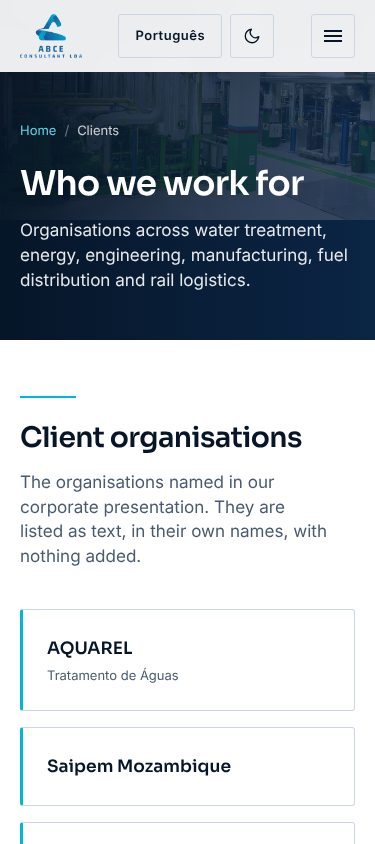 ABCE
CONSULTANT LDA
Português
Home / Clients
Who we work for
Organisations across water treatment,
energy, engineering, manufacturing, fuel
distribution and rail logistics.
Client organisations
The organisations named in our
corporate presentation. They are
listed as text, in their own names, with
nothing added.
AQUAREL
Tratamento de Águas
Saipem Mozambique